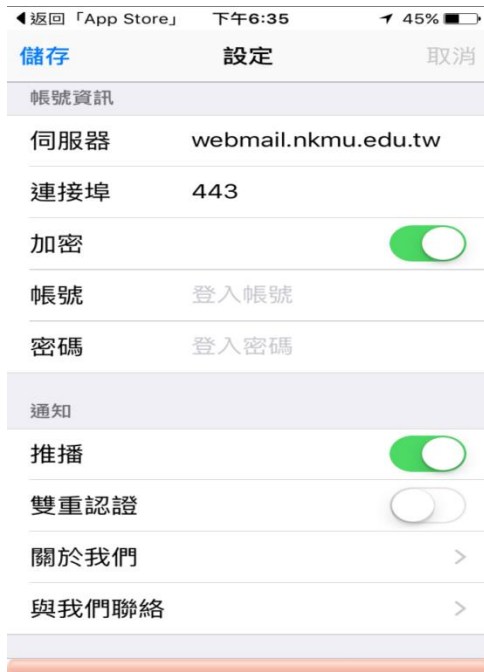 返回「App Store」 下午6:35 45%
儲存 設定 取消
帳號資訊
伺服器 webmail.nkmu.edu.tw
連接埠 443
加密
帳號 登入帳號
密碼 登入密碼
通知
推播
雙重認證
關於我們
與我們聯絡